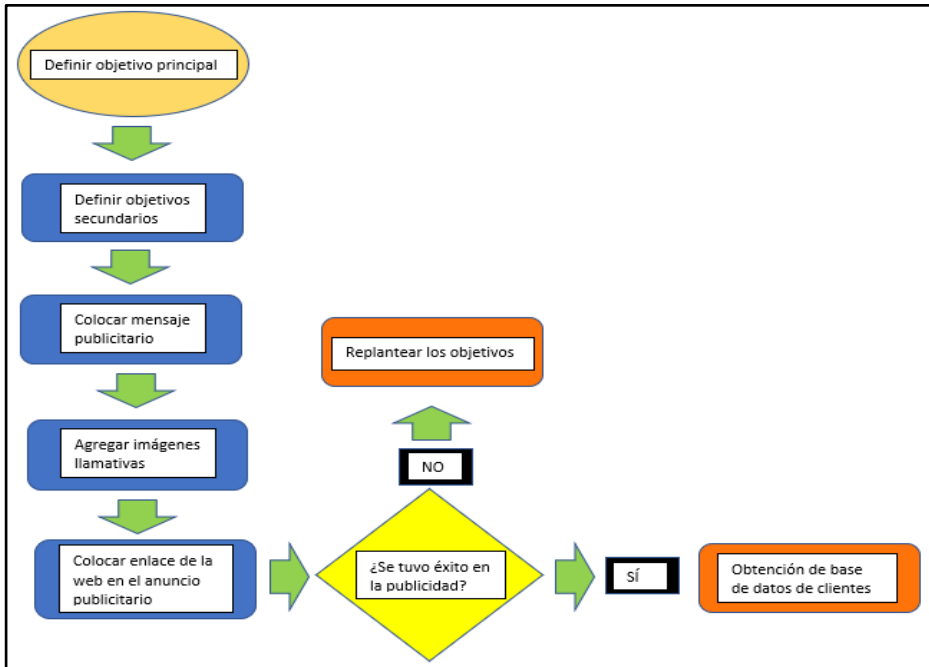 Definir objetivo principal
Definir objetivos
secundarios
Colocar mensaje
publicitario
Agregar imágenes
llamativas
Colocar enlace de la
web en el anuncio
publicitario
¿Se tuvo éxito en
la publicidad?
NO
Replantear los objetivos
SÍ
Obtención de base
de datos de clientes